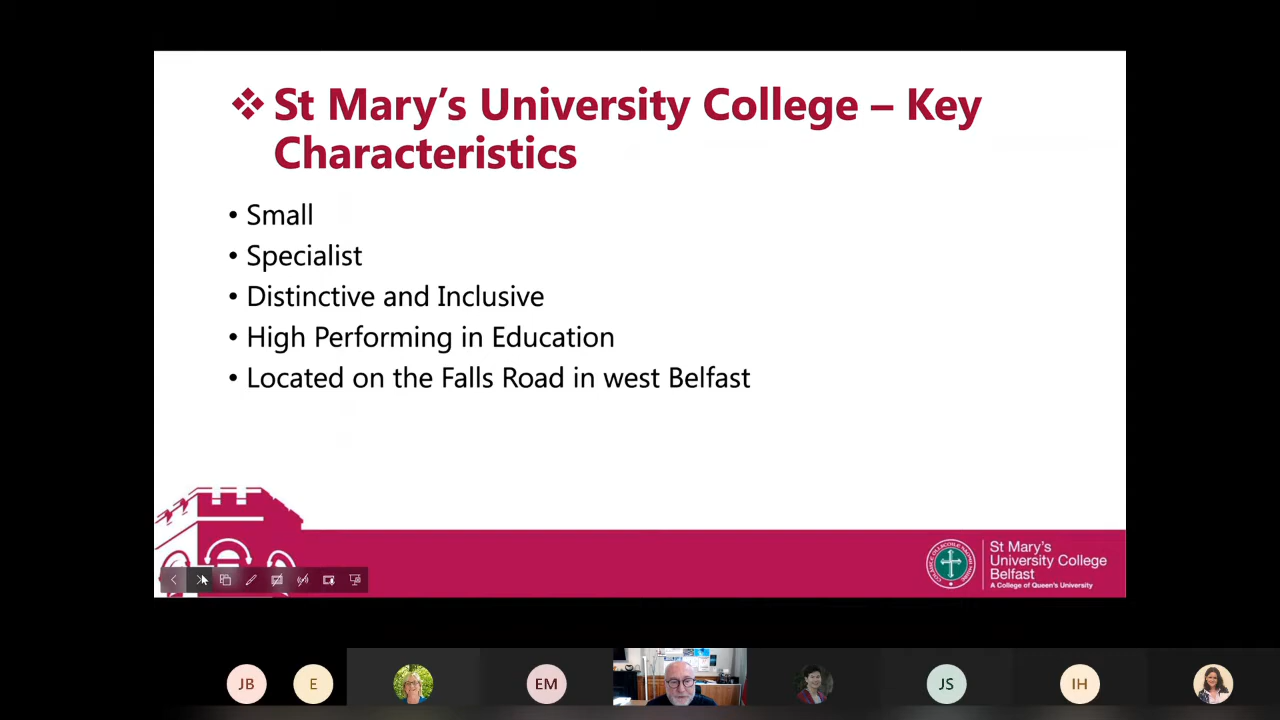 ❖ St Mary’s University College – Key
Characteristics
• Small
• Specialist
• Distinctive and Inclusive
• High Performing in Education
• Located on the Falls Road in west Belfast
St Mary's
University College
Belfast
A College of Queen's University
JB
E
EM
JS
IH